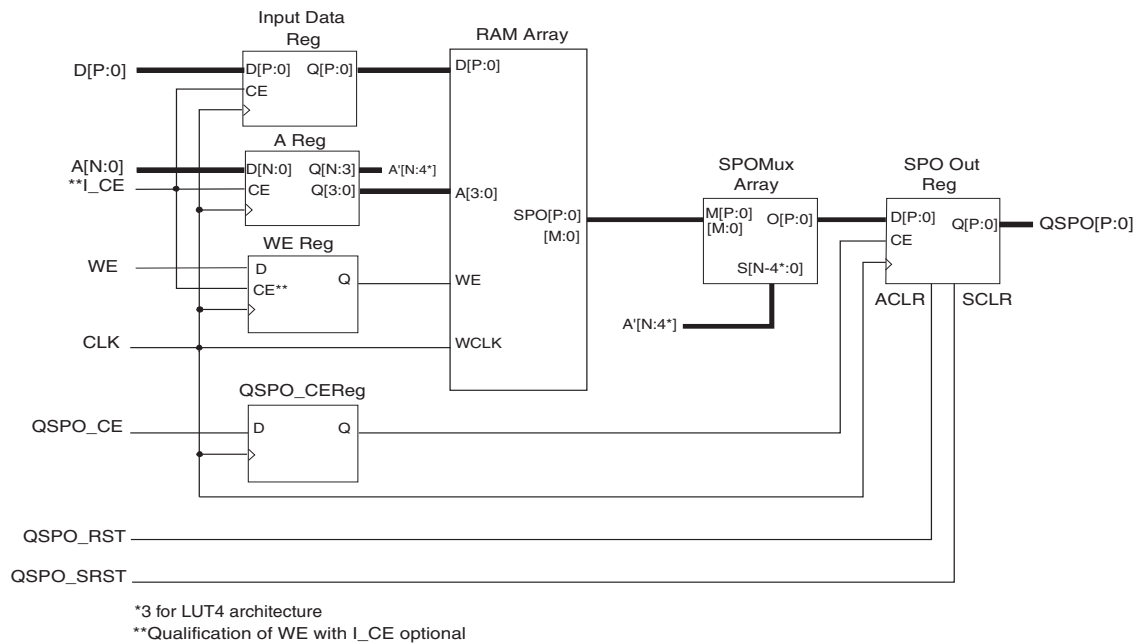 Input Data
Reg
RAM Array
D[P:0]
D[P:0] Q[P:0]
CE
D[P:0]
A Reg
A[N:0]
**I_CE
D[N:0] Q[N:3]
CE Q[3:0]
A'[N:4*]
A[3:0]
SPO[P:0]
[M:0]
SPOMux
Array
M[P:0] O[P:0]
[M:0]
S[N-4*:0]
A'[N:4*]
SPO Out
Reg
D[P:0] Q[P:0]
CE
QSPO[P:0]
ACLR SCLR
WE Reg
WE
D Q
CE**
WE
CLK
WCLK
QSPO_CEReg
QSPO_CE
D Q
QSPO_RST
QSPO_SRST
*3 for LUT4 architecture
**Qualification of WE with I_CE optional